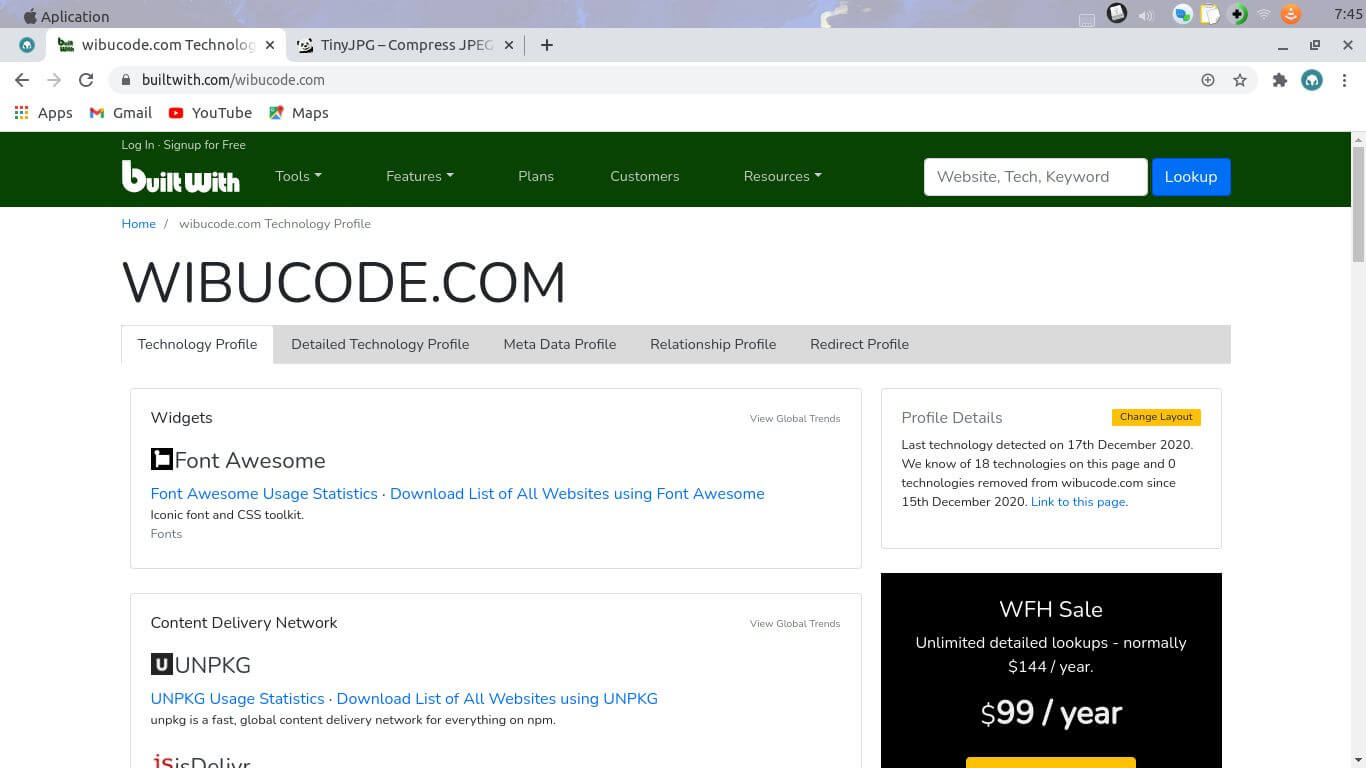 Aplication
7:45
wibucode.com Technolog
TinyJPG – Compress JPEG
builtwith.com/wibucode.com
Apps Gmail YouTube Maps
Log In · Signup for Free
built with
Tools Features Plans Customers Resources
Website, Tech, Keyword Lookup
Home / wibucode.com Technology Profile
WIBUCODE.COM
Technology Profile Detailed Technology Profile Meta Data Profile Relationship Profile Redirect Profile
Widgets View Global Trends
Font Awesome
Font Awesome Usage Statistics · Download List of All Websites using Font Awesome
Iconic font and CSS toolkit.
Fonts
Content Delivery Network View Global Trends
U UNPKG
UNPKG Usage Statistics · Download List of All Websites using UNPKG
unpkg is a fast, global content delivery network for everything on npm.
jsDelivr
Profile Details Change Layout
Last technology detected on 17th December 2020.
We know of 18 technologies on this page and 0
technologies removed from wibucode.com since
15th December 2020. Link to this page.
WFH Sale
Unlimited detailed lookups - normally
$144 / year.
$99 / year